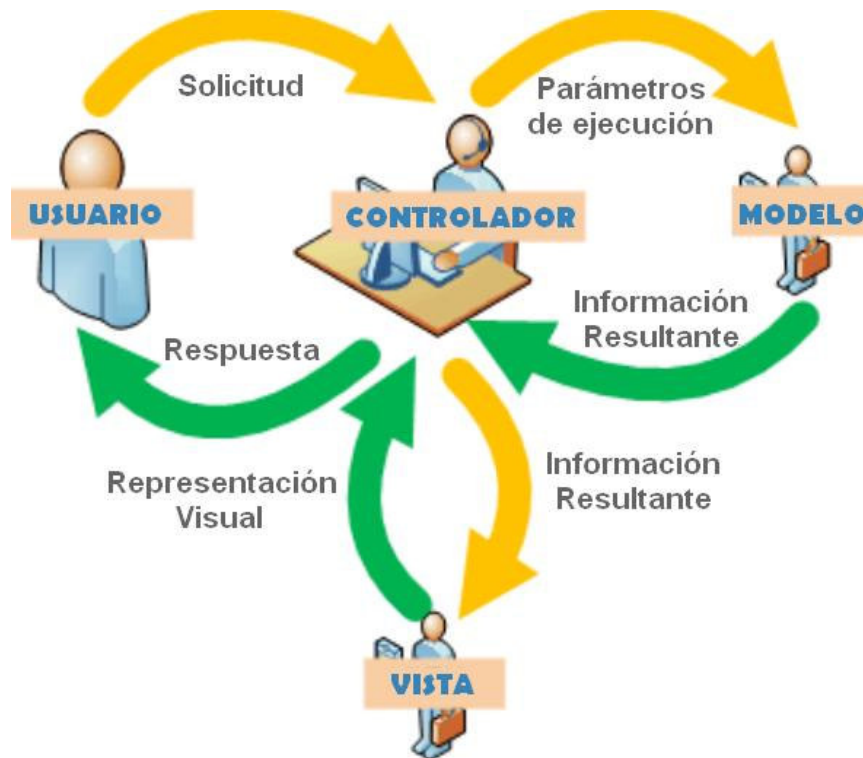 Solicitud
Parámetros
de ejecución
USUARIO
CONTROLADOR
MODELO
Información
Resultante
Respuesta
Representación
Visual
Información
Resultante
VISTA